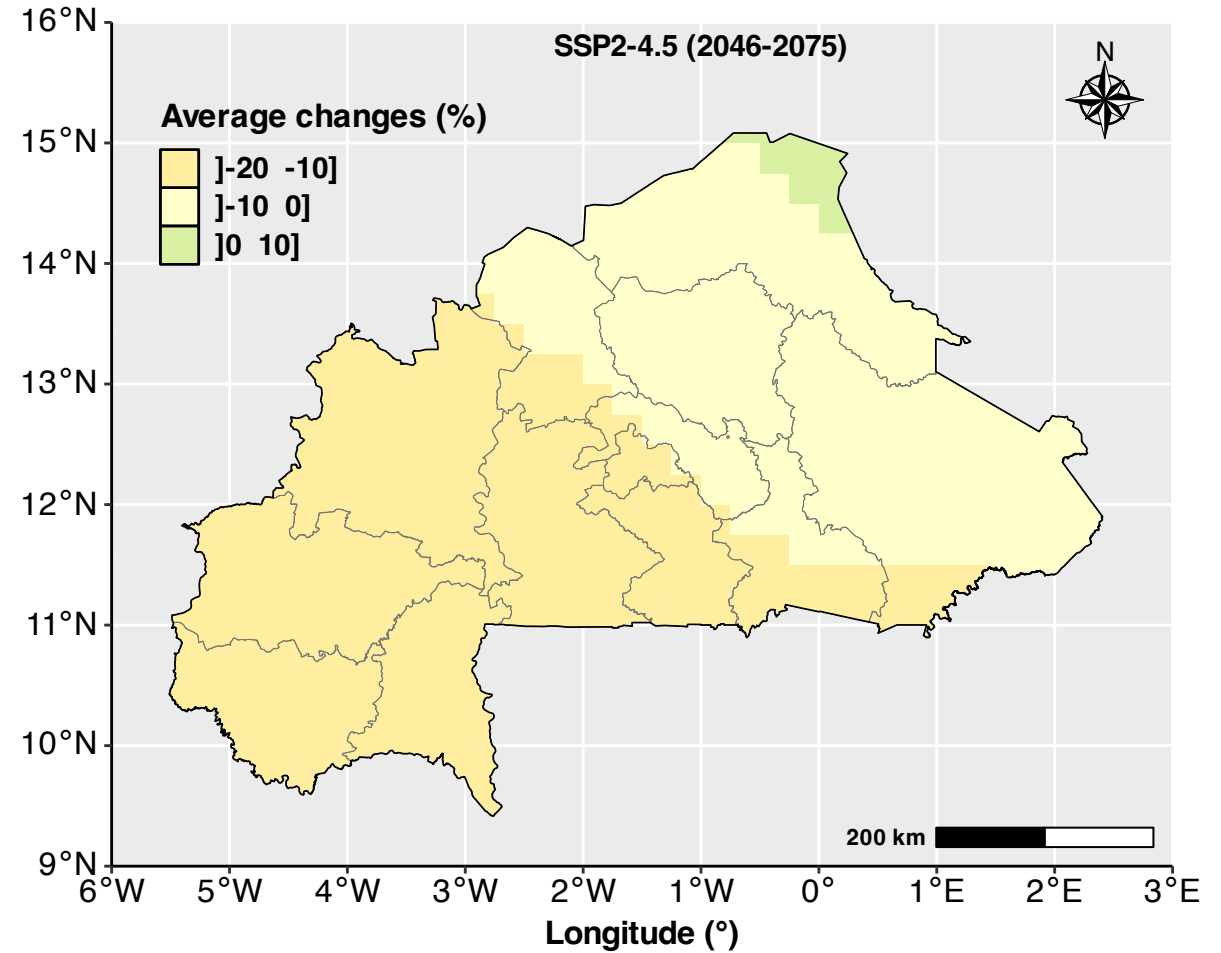 16°N
SSP2-4.5 (2046-2075)
N
Average changes (%)
15°N
]-20 -10]
]-10 0]
]0 10]
14°N
13°N
12°N
11°N
10°N
200 km
9°N
6°W 5°W 4°W 3°W 2°W 1°W 0° 1°E 2°E 3°E
Longitude (°)